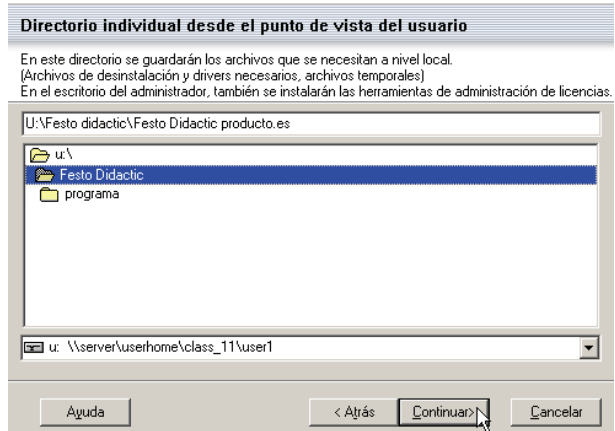 Directorio individual desde el punto de vista del usuario
En este directorio se guardarán los archivos que se necesitan a nivel local.
(Archivos de desinstalación y drivers necesarios, archivos temporales)
En el escritorio del administrador, también se instalarán las herramientas de administración de licencias.
U:\Festo didactic\Festo Didactic producto.es
u:\
Festo Didactic
programa
u: \\server\userhome\class_11\user1
Ayuda
< Atrás
Continuar>
Cancelar